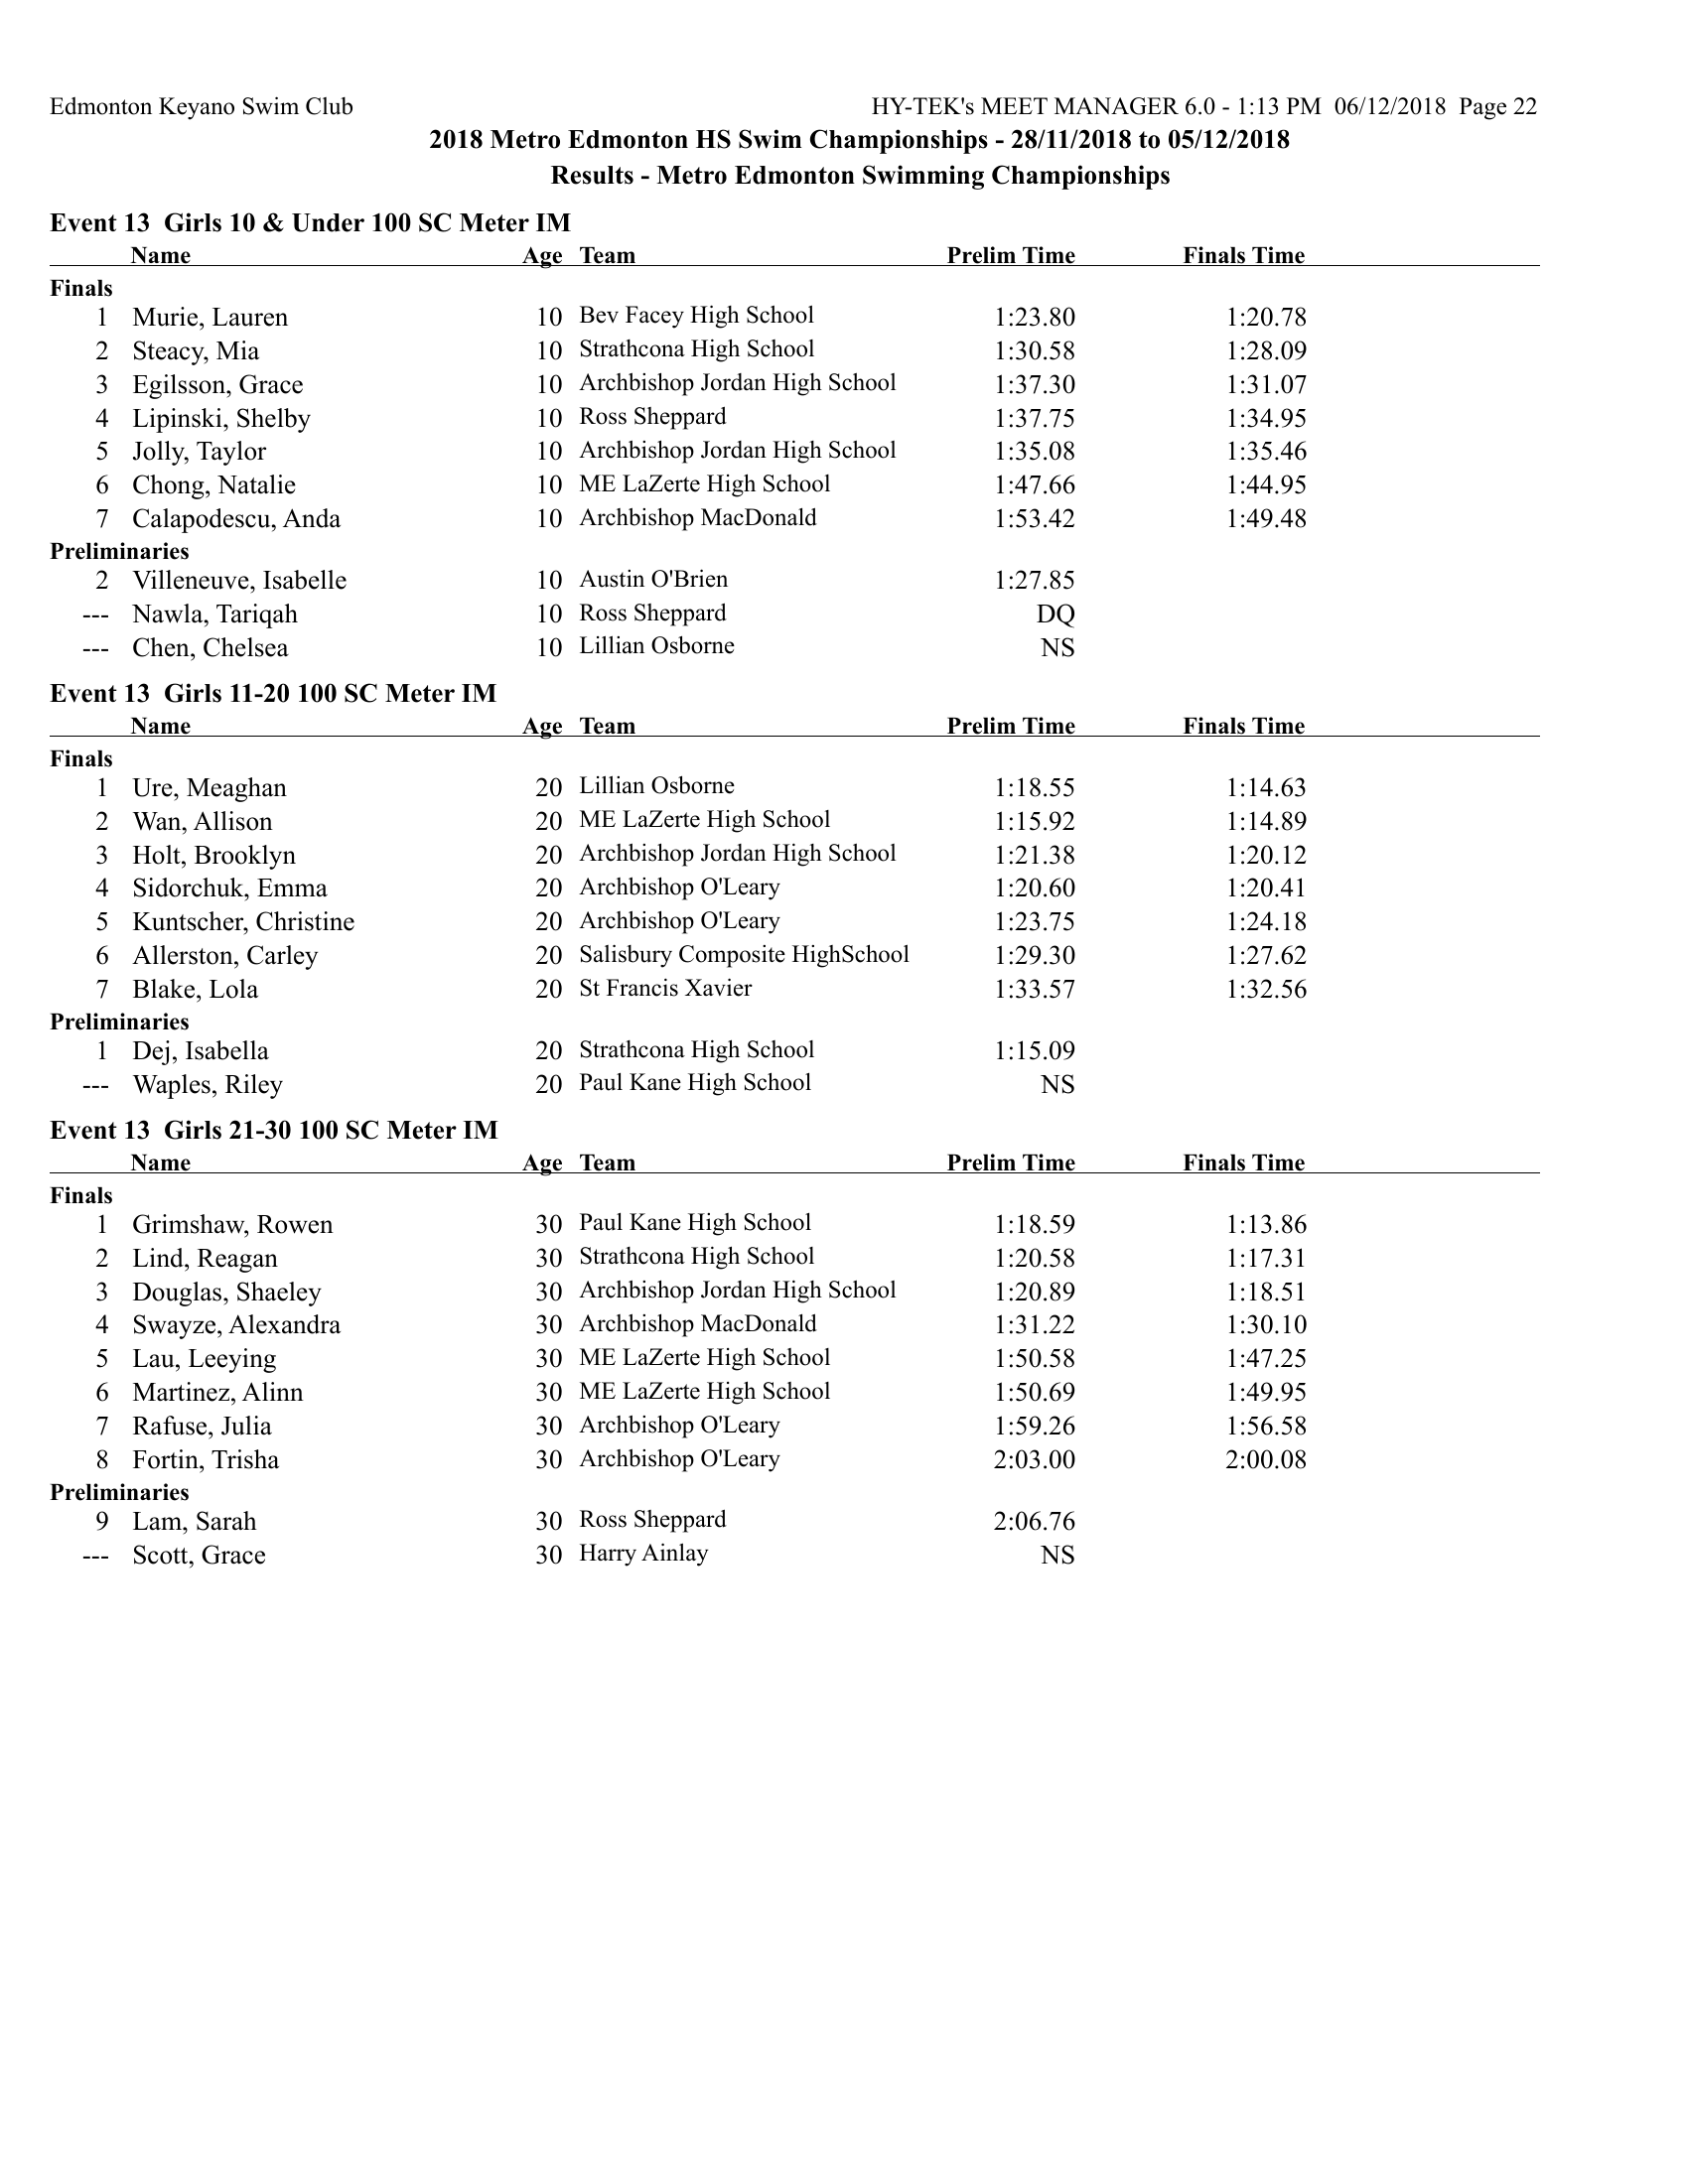 Edmonton Keyano Swim Club HY-TEK's MEET MANAGER 6.0 - 1:13 PM 06/12/2018 Page 22
2018 Metro Edmonton HS Swim Championships - 28/11/2018 to 05/12/2018
Results - Metro Edmonton Swimming Championships
Event 13 Girls 10 & Under 100 SC Meter IM
Name Age Team Prelim Time Finals Time
Finals
1 Murie, Lauren 10 Bev Facey High School 1:23.80 1:20.78
2 Steacy, Mia 10 Strathcona High School 1:30.58 1:28.09
3 Egilsson, Grace 10 Archbishop Jordan High School 1:37.30 1:31.07
4 Lipinski, Shelby 10 Ross Sheppard 1:37.75 1:34.95
5 Jolly, Taylor 10 Archbishop Jordan High School 1:35.08 1:35.46
6 Chong, Natalie 10 ME LaZerte High School 1:47.66 1:44.95
7 Calapodescu, Anda 10 Archbishop MacDonald 1:53.42 1:49.48
Preliminaries
2 Villeneuve, Isabelle 10 Austin O'Brien 1:27.85
--- Nawla, Tariqah 10 Ross Sheppard DQ
--- Chen, Chelsea 10 Lillian Osborne NS
Event 13 Girls 11-20 100 SC Meter IM
Name Age Team Prelim Time Finals Time
Finals
1 Ure, Meaghan 20 Lillian Osborne 1:18.55 1:14.63
2 Wan, Allison 20 ME LaZerte High School 1:15.92 1:14.89
3 Holt, Brooklyn 20 Archbishop Jordan High School 1:21.38 1:20.12
4 Sidorchuk, Emma 20 Archbishop O'Leary 1:20.60 1:20.41
5 Kuntscher, Christine 20 Archbishop O'Leary 1:23.75 1:24.18
6 Allerston, Carley 20 Salisbury Composite HighSchool 1:29.30 1:27.62
7 Blake, Lola 20 St Francis Xavier 1:33.57 1:32.56
Preliminaries
1 Dej, Isabella 20 Strathcona High School 1:15.09
--- Waples, Riley 20 Paul Kane High School NS
Event 13 Girls 21-30 100 SC Meter IM
Name Age Team Prelim Time Finals Time
Finals
1 Grimshaw, Rowen 30 Paul Kane High School 1:18.59 1:13.86
2 Lind, Reagan 30 Strathcona High School 1:20.58 1:17.31
3 Douglas, Shaeley 30 Archbishop Jordan High School 1:20.89 1:18.51
4 Swayze, Alexandra 30 Archbishop MacDonald 1:31.22 1:30.10
5 Lau, Leeying 30 ME LaZerte High School 1:50.58 1:47.25
6 Martinez, Alinn 30 ME LaZerte High School 1:50.69 1:49.95
7 Rafuse, Julia 30 Archbishop O'Leary 1:59.26 1:56.58
8 Fortin, Trisha 30 Archbishop O'Leary 2:03.00 2:00.08
Preliminaries
9 Lam, Sarah 30 Ross Sheppard 2:06.76
--- Scott, Grace 30 Harry Ainlay NS